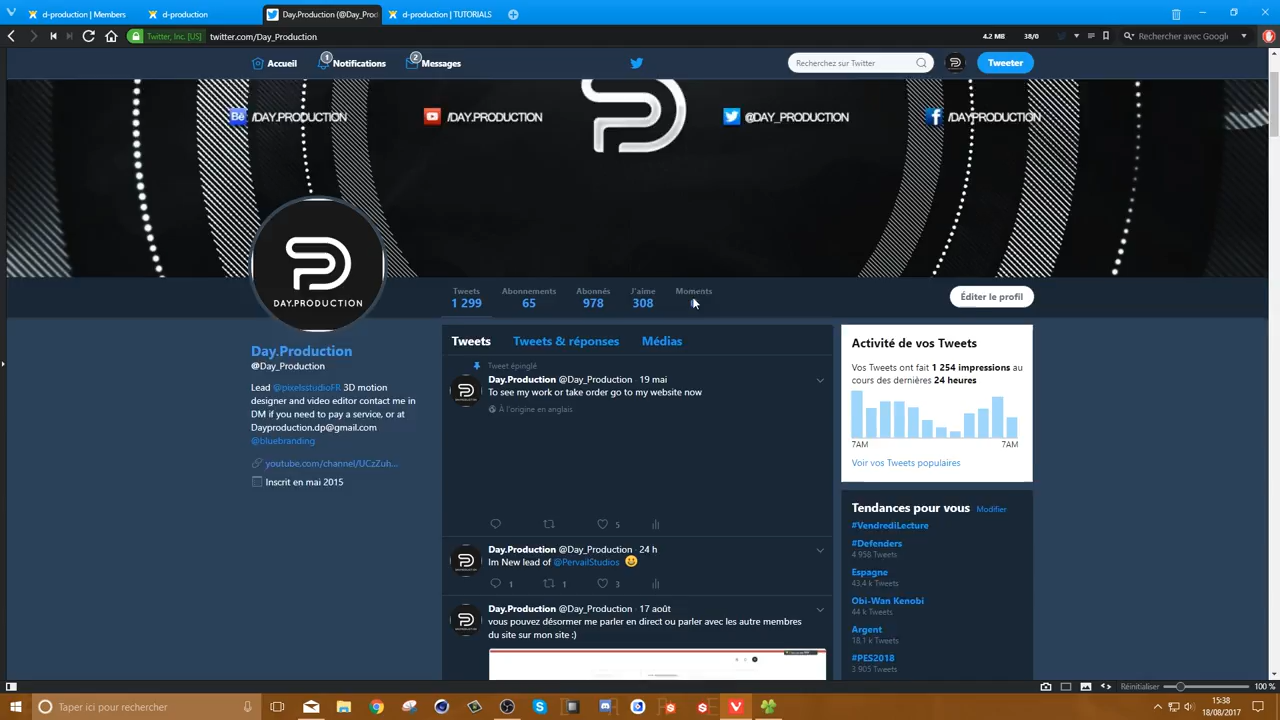 d-production | Members
d-production
Day.Production (@Day_Prod
d-production | TUTORIALS
Twitter, Inc. [US]
twitter.com/Day_Production
4.2 MB
38/0
Rechercher avec Googl
Accueil
1
Notifications
2
Messages
Recherchez sur Twitter
Tweeter
/DAY.PRODUCTION
/DAY.PRODUCTION
@DAY_PRODUCTION
/DAYPRODUCTION
DAY.PRODUCTION
Tweets
1 299
Abonnements
65
Abonnés
978
J'aime
308
Moments
Éditer le profil
Day.Production
@Day_Production
Lead @pixelsstudioFR 3D motion
designer and video editor contact me in
DM if you need to pay a service, or at
Dayproduction.dp@gmail.com
@bluebranding
youtube.com/channel/UCzZuh...
Inscrit en mai 2015
Tweets
Tweets & réponses
Médias
Tweet épinglé
Day.Production @Day_Production 19 mai
To see my work or take order go to my website now
À l'origine en anglais
5
Day.Production @Day_Production 24 h
Im New lead of @PervailStudios
1
1
3
Day.Production @Day_Production 17 août
vous pouvez désormer me parler en direct ou parler avec les autre membres
du site sur mon site :)
Activité de vos Tweets
Vos Tweets ont fait 1 254 impressions au
cours des dernières 24 heures
7AM
7AM
Voir vos Tweets populaires
Tendances pour vous Modifier
#VendrediLecture
#Defenders
4 958 Tweets
Espagne
43,4 k Tweets
Obi-Wan Kenobi
44 k Tweets
Argent
18,1 k Tweets
#PES2018
3 905 Tweets
Réinitialiser
100 %
Taper ici pour rechercher
15:38
18/08/2017